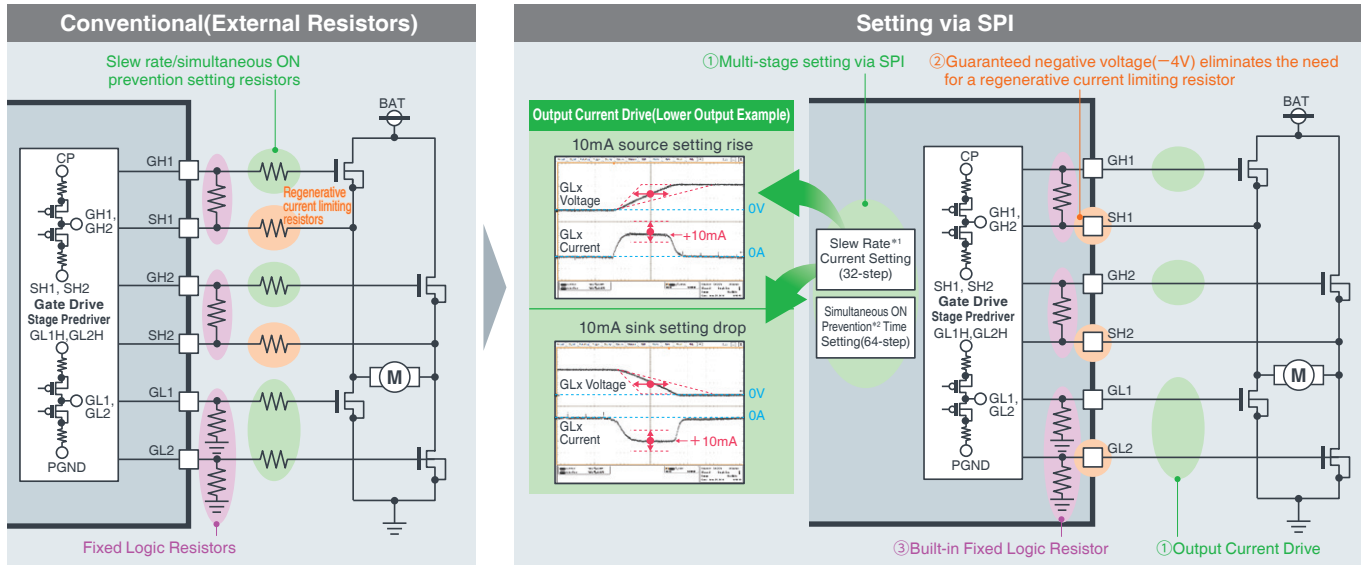 Conventional(External Resistors)
Slew rate/simultaneous ON
prevention setting resistors
BAT
CP
GH1,
GH2
SH1, SH2
Gate Drive
Stage Predriver
GL1H,GL2H
GL1,
GL2
PGND
GH1
SH1
GH2
SH2
GL1
GL2
Regenerative
current limiting
resistors
M
Fixed Logic Resistors
Setting via SPI
①Multi-stage setting via SPI
②Guaranteed negative voltage(−4V) eliminates the need
for a regenerative current limiting resistor
Output Current Drive(Lower Output Example)
10mA source setting rise
GLx
Voltage
0V
GLx
Current
+10mA
0A
10mA sink setting drop
GLx Voltage
0V
0A
GLx
Current
+10mA
Slew Rate*1
Current Setting
(32-step)
Simultaneous ON
Prevention*2 Time
Setting(64-step)
BAT
CP
GH1,
GH2
SH1, SH2
Gate Drive
Stage Predriver
GL1H,GL2H
GL1,
GL2
PGND
GH1
SH1
GH2
SH2
GL1
GL2
M
③Built-in Fixed Logic Resistor
①Output Current Drive